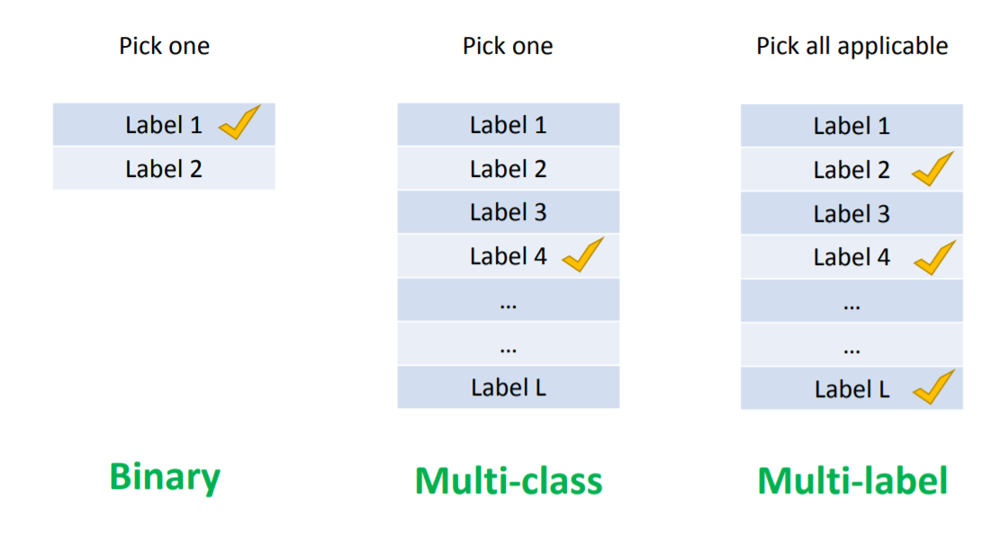 Pick one
Label 1
Label 2
Binary
Pick one
Label 1
Label 2
Label 3
Label 4
...
...
Label L
Multi-class
Pick all applicable
Label 1
Label 2
Label 3
Label 4
...
...
Label L
Multi-label